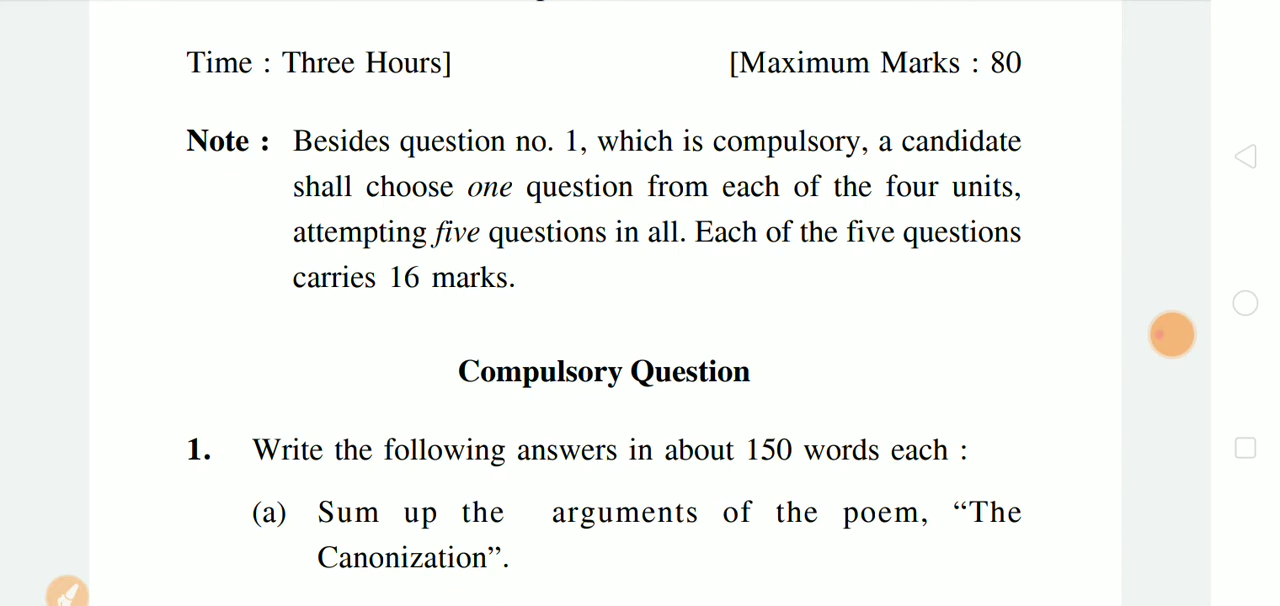 Time : Three Hours] [Maximum Marks : 80
Note : Besides question no. 1, which is compulsory, a candidate
shall choose one question from each of the four units,
attempting five questions in all. Each of the five questions
carries 16 marks.
Compulsory Question
1. Write the following answers in about 150 words each :
(a) Sum up the arguments of the poem, “The
Canonization”.